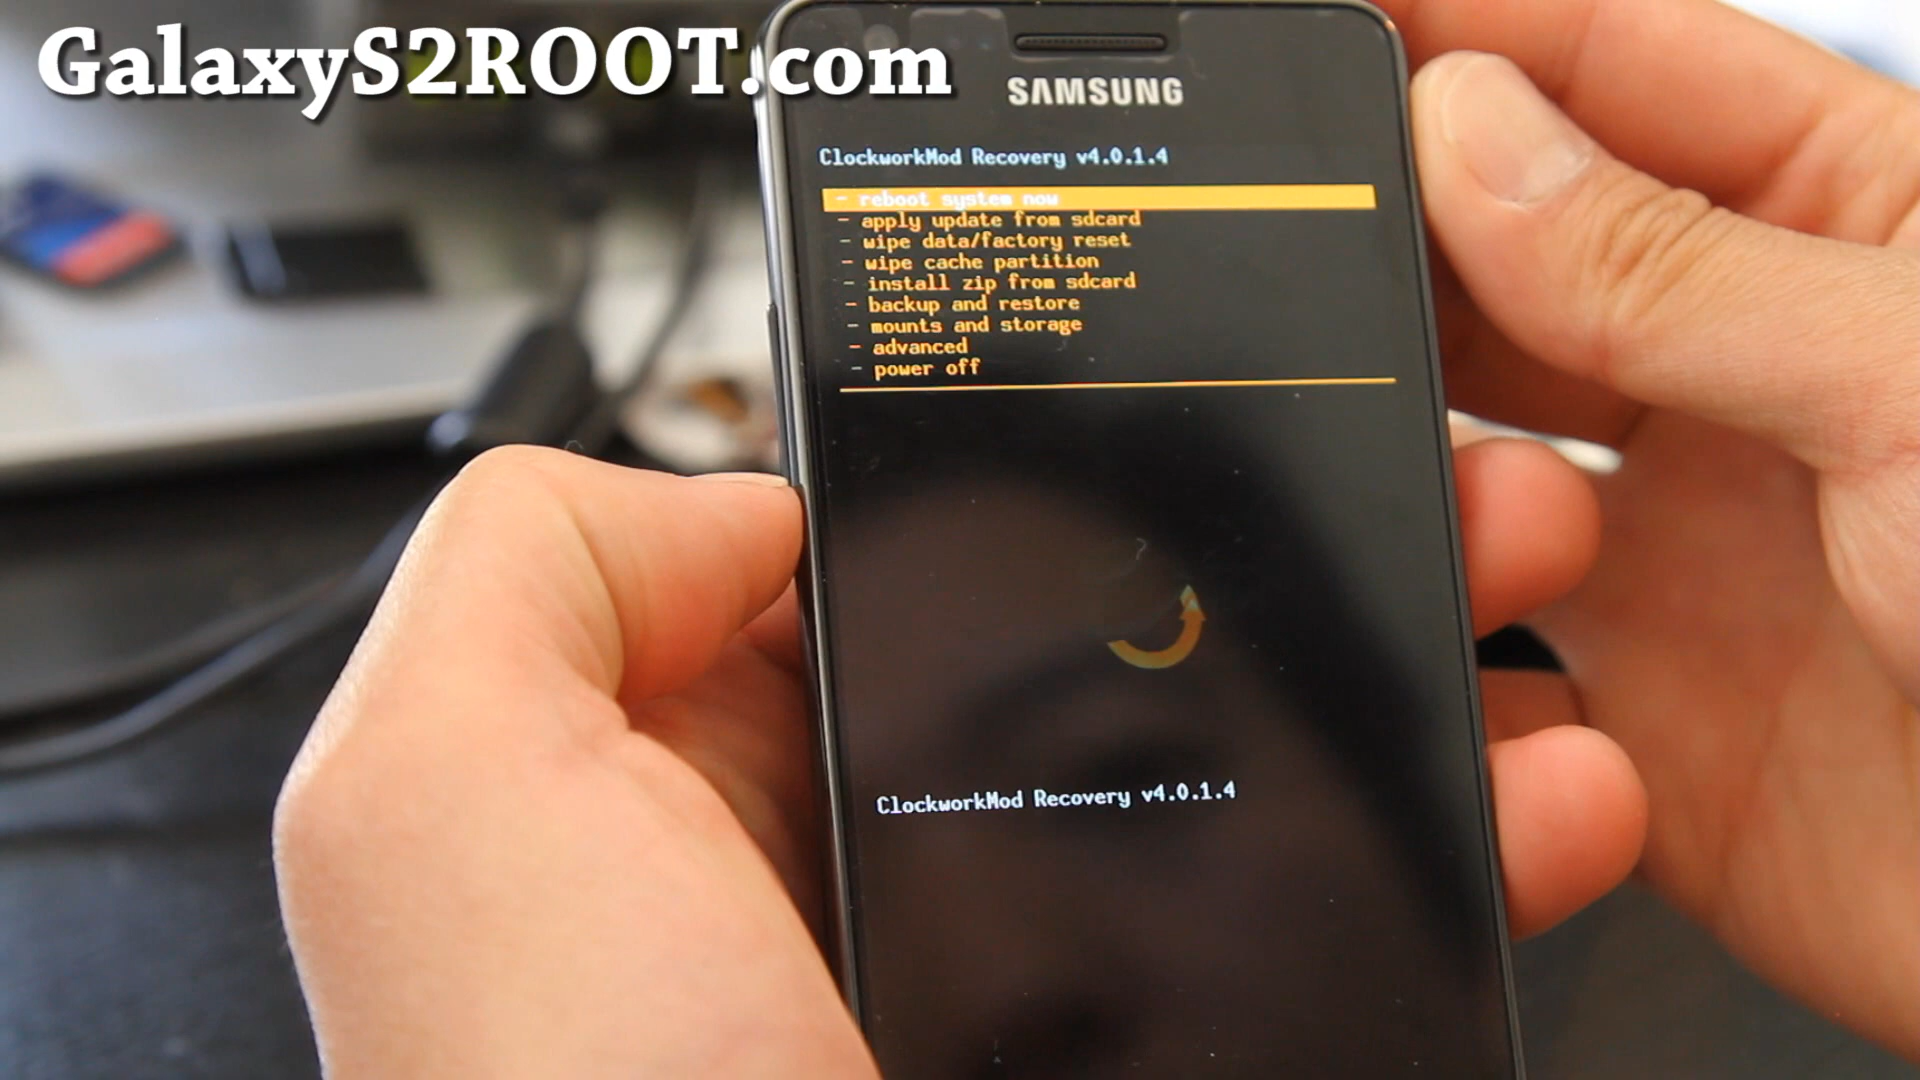 GalaxyS2ROOT.com
SAMSUNG
ClockworkMod Recovery v4.0.1.4
- reboot system now
- apply update from sdcard
- wipe data/factory reset
- wipe cache partition
- install zip from sdcard
- backup and restore
- mounts and storage
- advanced
- power off
ClockworkMod Recovery v4.0.1.4